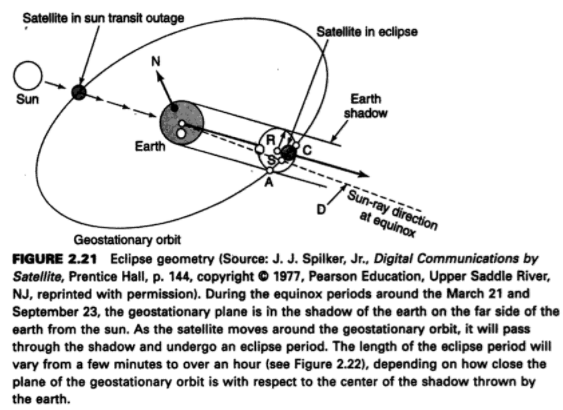 Satellite in sun transit outage
Satellite in eclipse
N
Sun
Earth
shadow
Earth
R
C
S
A
D
Sun-ray direction
at equinox
Geostationary orbit
FIGURE 2.21 Eclipse geometry (Source: J. J. Spilker, Jr., Digital Communications by
Satellite, Prentice Hall, p. 144, copyright © 1977, Pearson Education, Upper Saddle River,
NJ, reprinted with permission). During the equinox periods around the March 21 and
September 23, the geostationary plane is in the shadow of the earth on the far side of the
earth from the sun. As the satellite moves around the geostationary orbit, it will pass
through the shadow and undergo an eclipse period. The length of the eclipse period will
vary from a few minutes to over an hour (see Figure 2.22), depending on how close the
plane of the geostationary orbit is with respect to the center of the shadow thrown by
the earth.